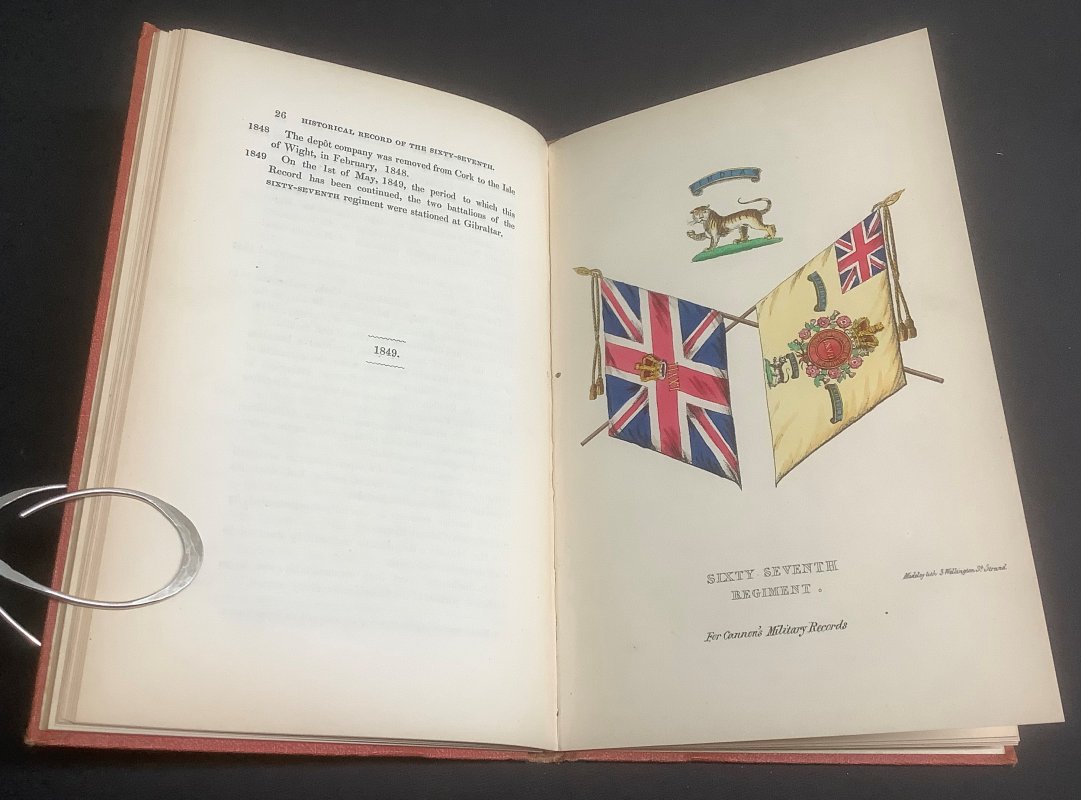 26 HISTORICAL RECORD OF THE SIXTY-SEVENTH.
1848 The depôt company was removed from Cork to the Isle
of Wight, in February, 1848.
1849 On the 1st of May, 1849, the period to which this
Record has been continued, the two battalions of the
SIXTY-SEVENTH regiment were stationed at Gibraltar.
1849.
INDIA
LXVII
SIXTY SEVENTH
REGIMENT.
For Cannon's Military Records
Madeley lith. 3 Wellington St. Strand.